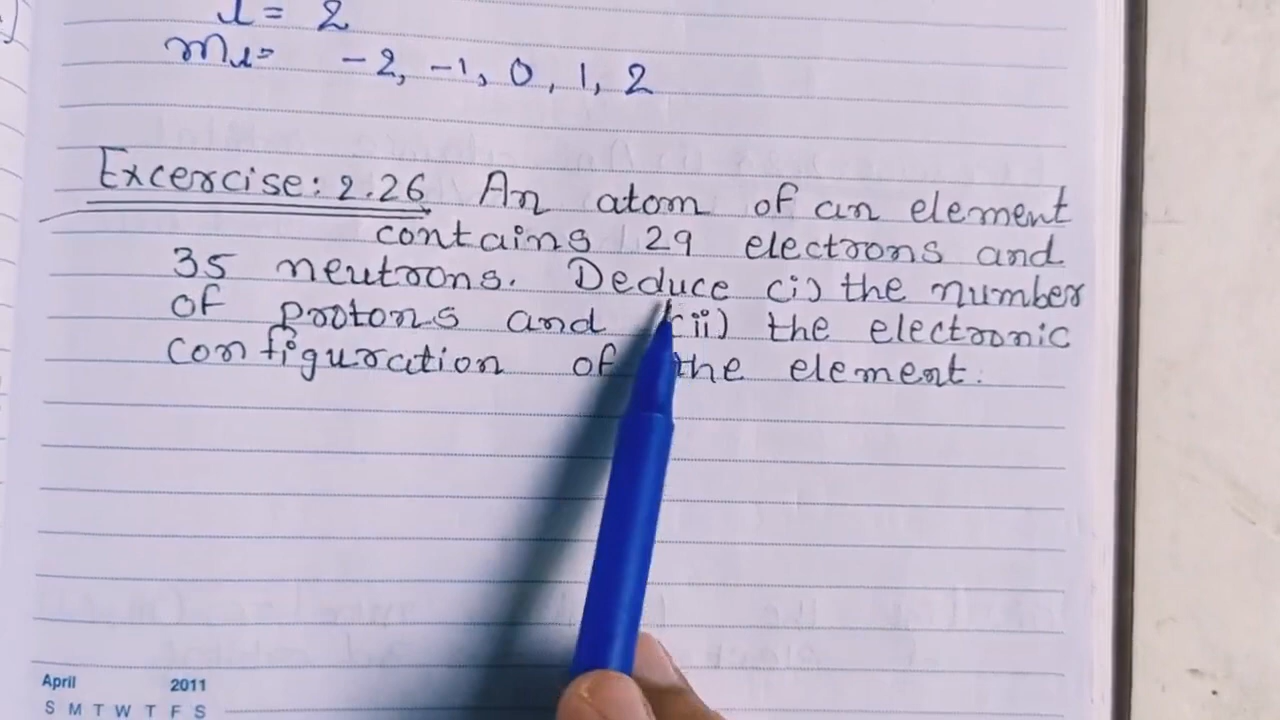 l = 2
ml= -2, -1, 0, 1, 2
Excercise: 2.26 An atom of an element
contains 29 electrons and
35 neutrons. Deduce (i) the number
of protons and (ii) the electronic
configuration of the element.
April 2011
S M T W T F S